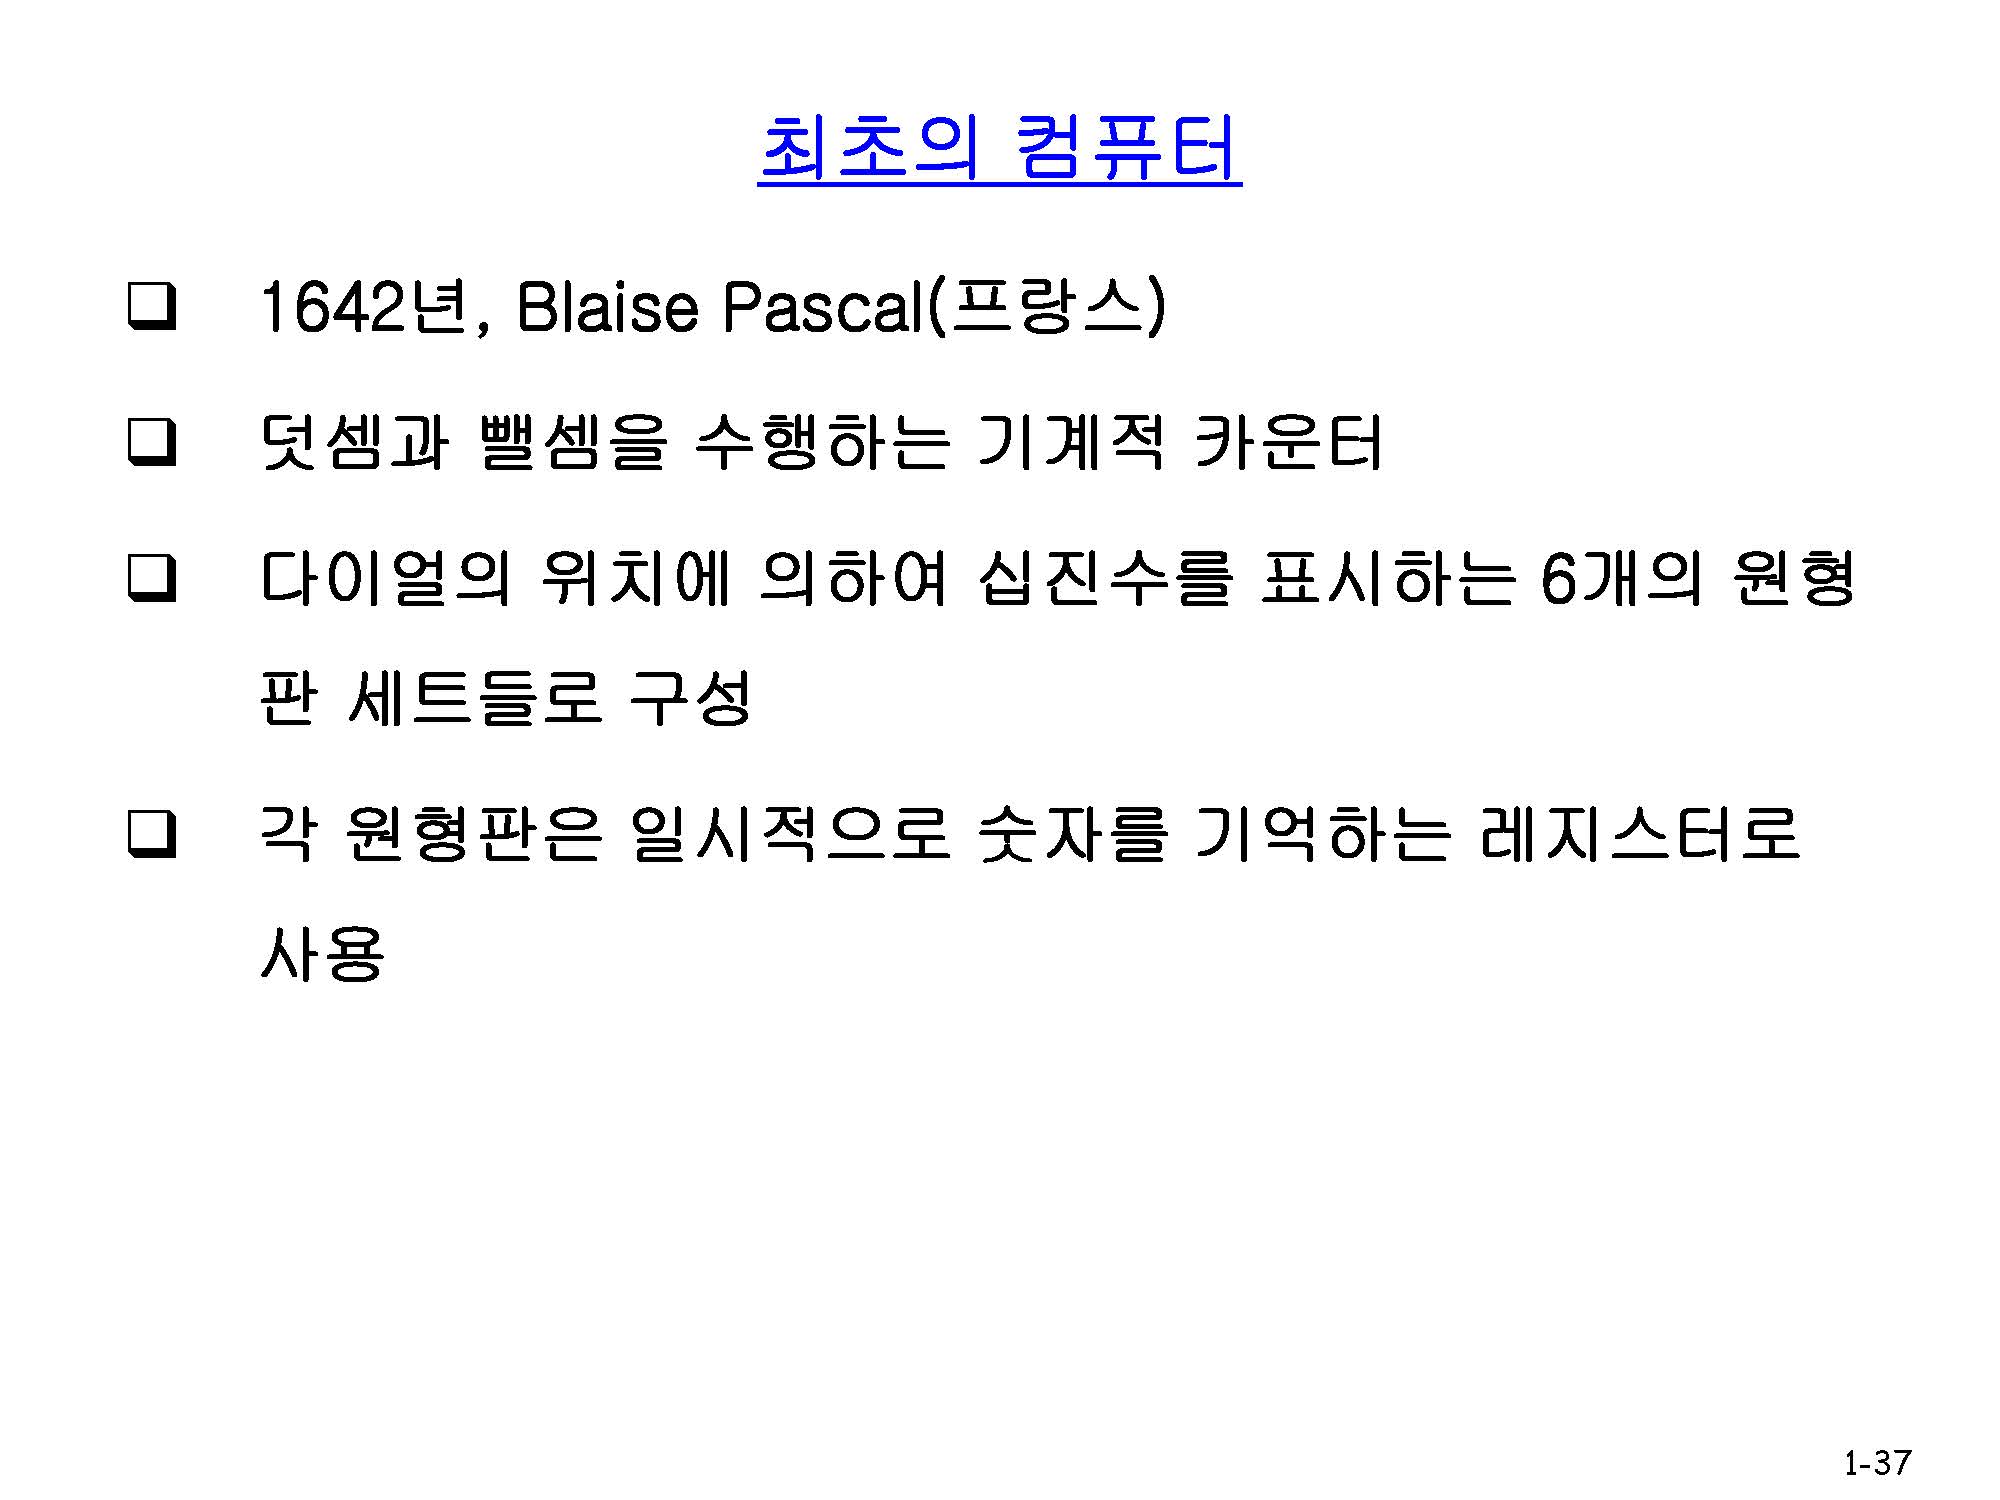 최초의 컴퓨터
❑ 1642년, Blaise Pascal(프랑스)
❑ 덧셈과 뺄셈을 수행하는 기계적 카운터
❑ 다이얼의 위치에 의하여 십진수를 표시하는 6개의 원형
판 세트들로 구성
❑ 각 원형판은 일시적으로 숫자를 기억하는 레지스터로
사용
1-37